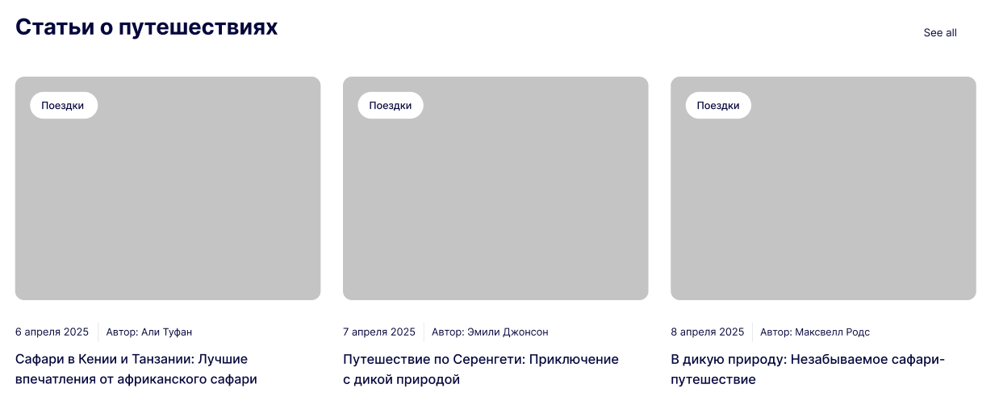 Статьи о путешествиях
See all
Поездки
Поездки
Поездки
6 апреля 2025
Автор: Али Туфан
Сафари в Кении и Танзании: Лучшие
впечатления от африканского сафари
7 апреля 2025
Автор: Эмили Джонсон
Путешествие по Серенгети: Приключение
с дикой природой
8 апреля 2025
Автор: Максвелл Родс
В дикую природу: Незабываемое сафари-
путешествие